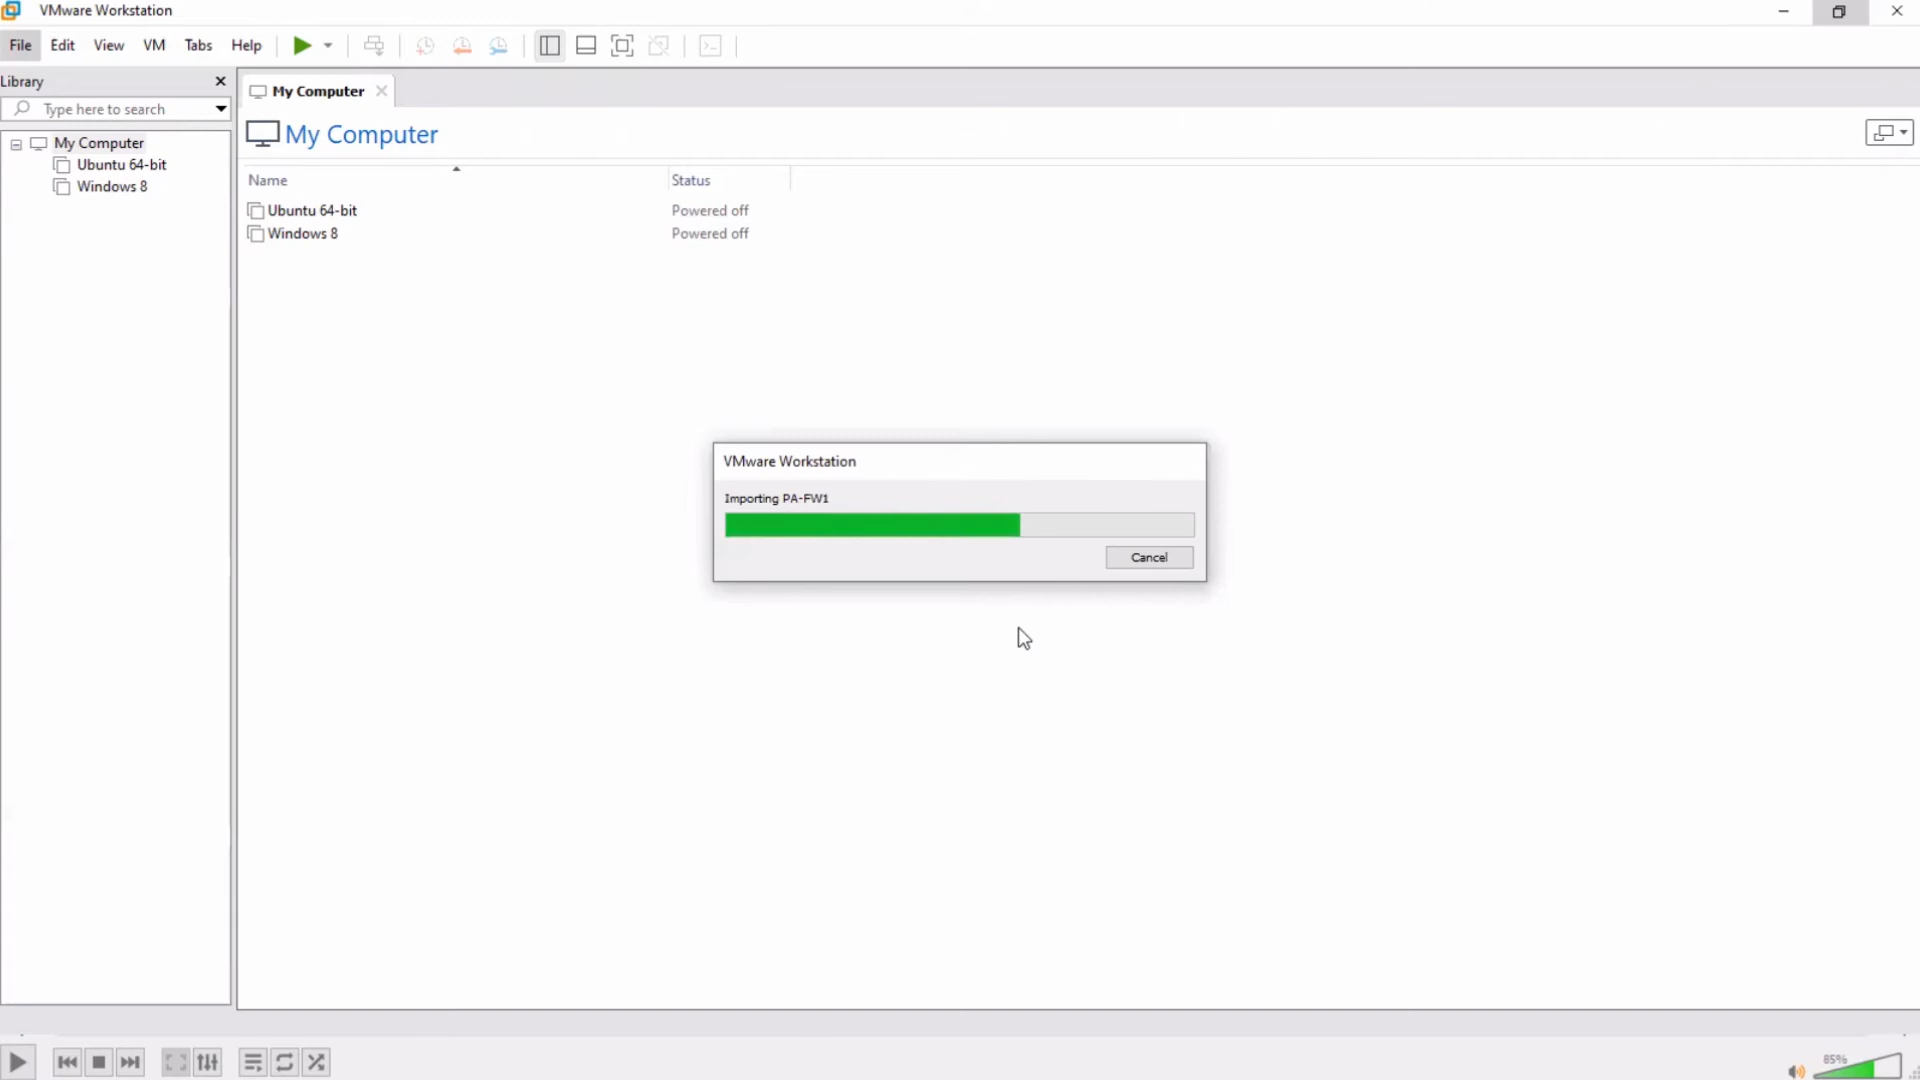 VMware Workstation
File Edit View VM Tabs Help
Library
Type here to search
My Computer
Ubuntu 64-bit
Windows 8
My Computer
My Computer
Name Status
Ubuntu 64-bit Powered off
Windows 8 Powered off
VMware Workstation
Importing PA-FW1
Cancel
85%